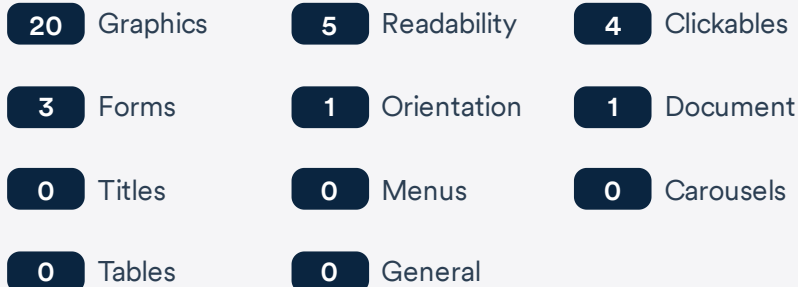 20 Graphics 5 Readability 4 Clickables
3 Forms 1 Orientation 1 Document
0 Titles 0 Menus 0 Carousels
0 Tables 0 General